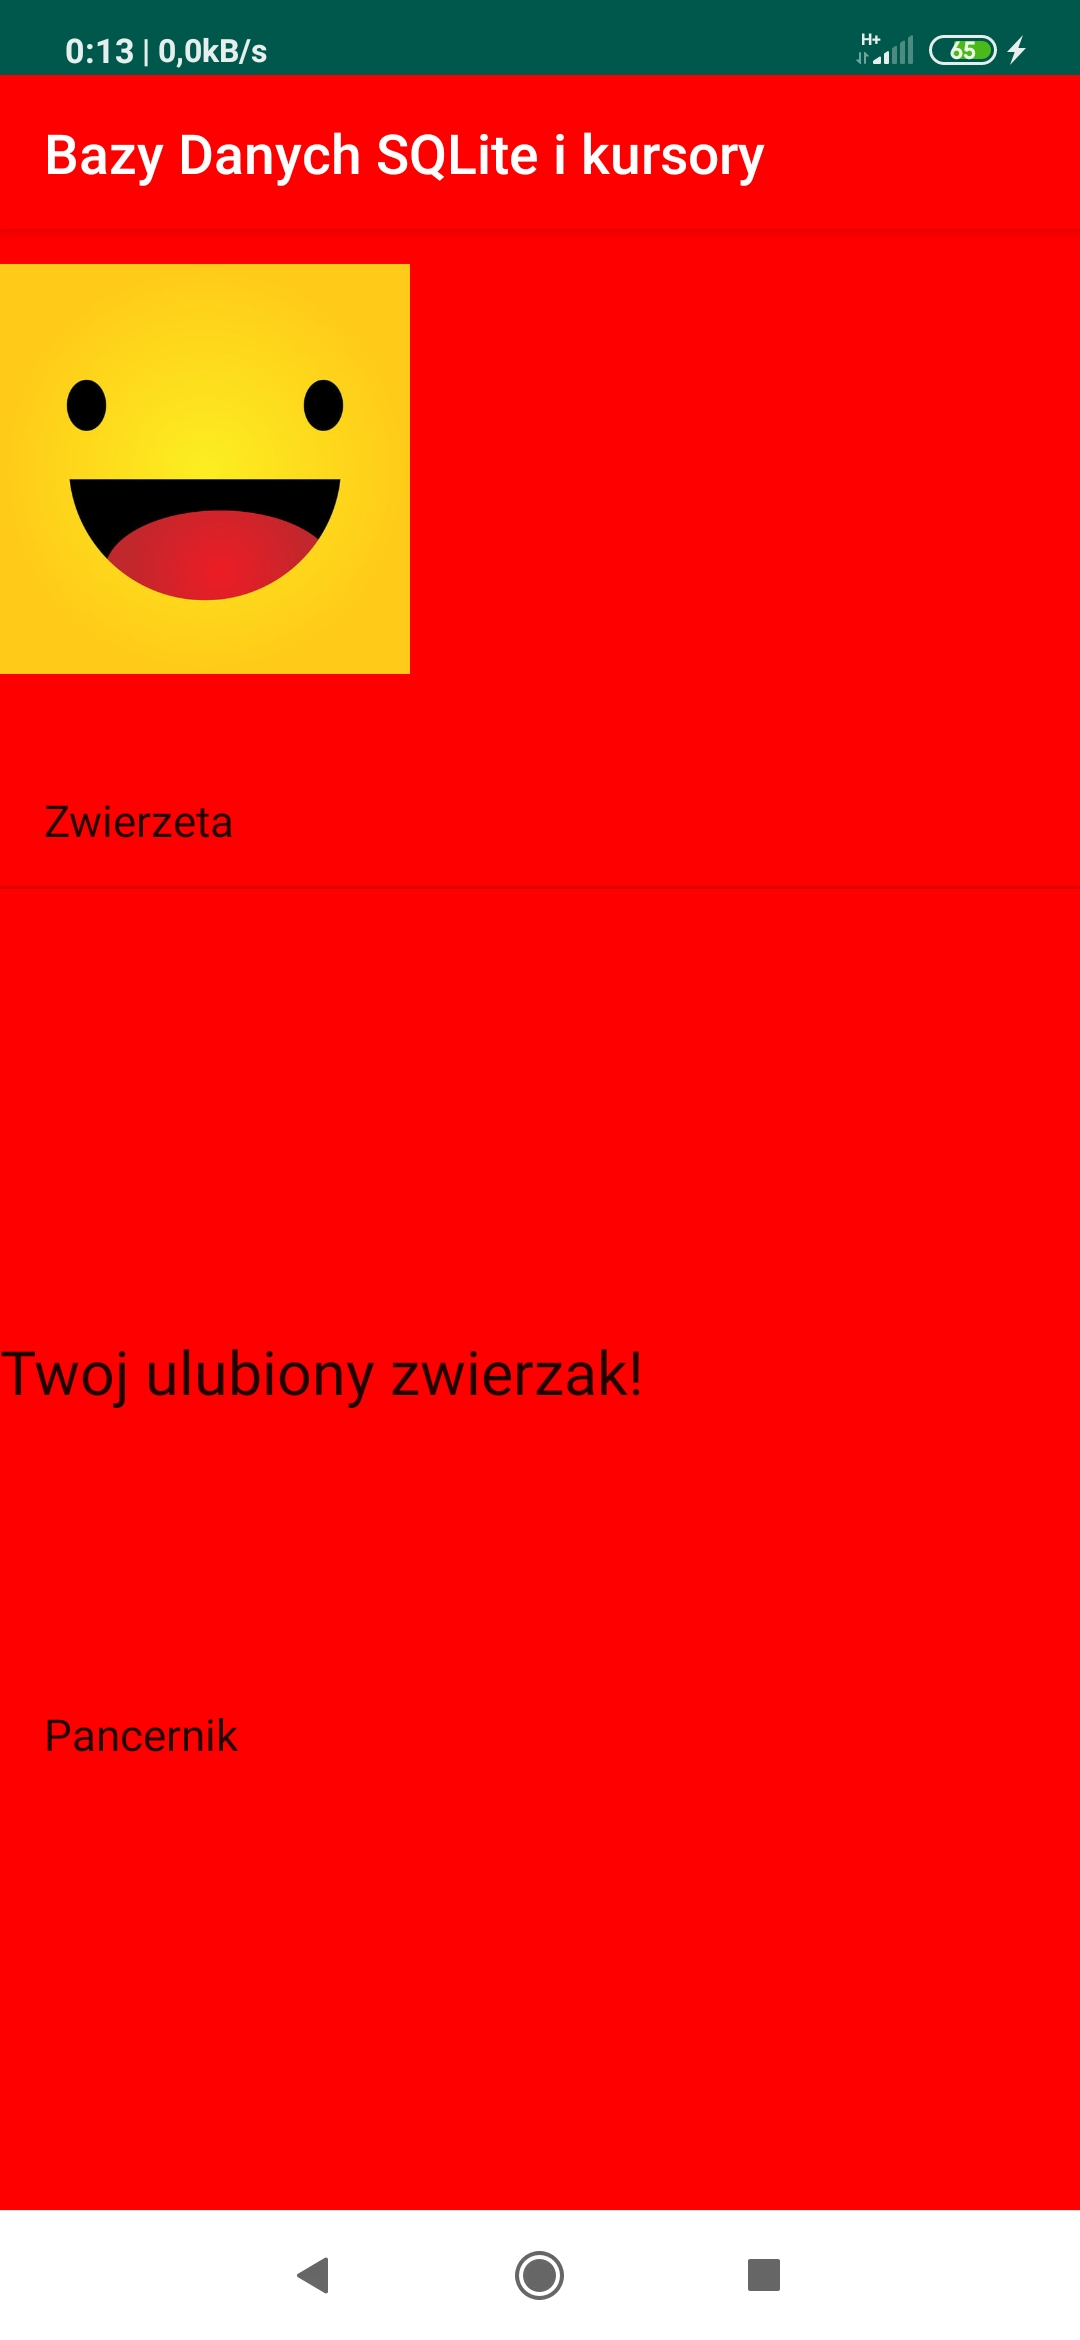 0:13 | 0,0kB/s
H+
65
Bazy Danych SQLite i kursory
Zwierzeta
Twoj ulubiony zwierzak!
Pancernik